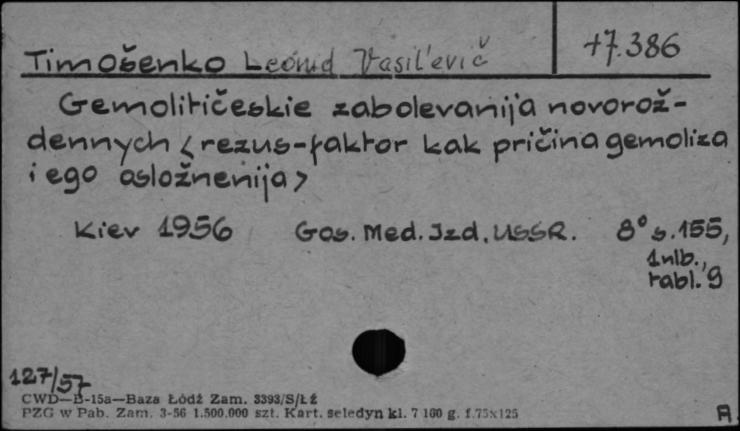 Timošenko Leonid Vasil'evič
47.386
Gemolitičeskie zabolevanija novorož-
dennych <rezus-faktor kak pričina gemoliza
i ego osložnenija>
Kiev 1956 Gos. Med. Izd. USSR. 8° s. 155,
1 nlb.,
tabl. 9
127/57
CWD—B-15a—Baza Łódź Zam. 3393/S/Łż
PZG w Pab. Zam. 3-56 1.500.000 szt. Kart. seledyn kl. 7 160 g. f. 75x125
A.